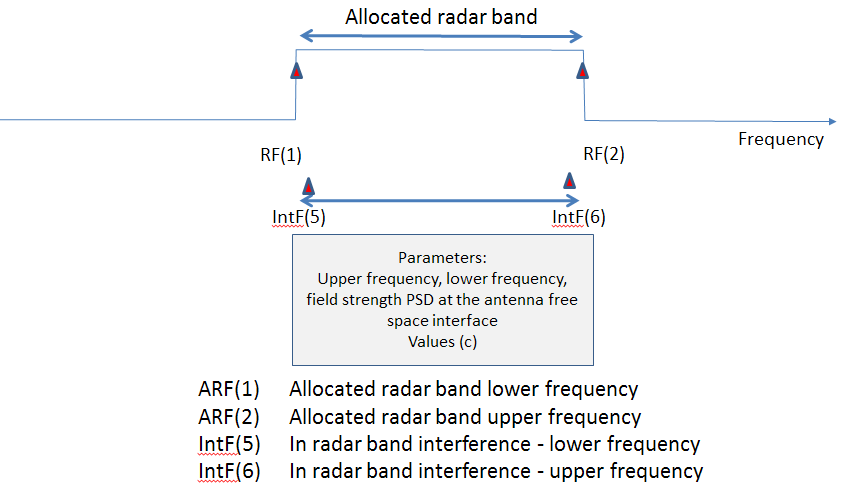 Allocated radar band
Frequency
RF(1)
RF(2)
IntF(5)
IntF(6)
Parameters:
Upper frequency, lower frequency,
field strength PSD at the antenna free
space interface
Values (c)
ARF(1) Allocated radar band lower frequency
ARF(2) Allocated radar band upper frequency
IntF(5) In radar band interference - lower frequency
IntF(6) In radar band interference - upper frequency